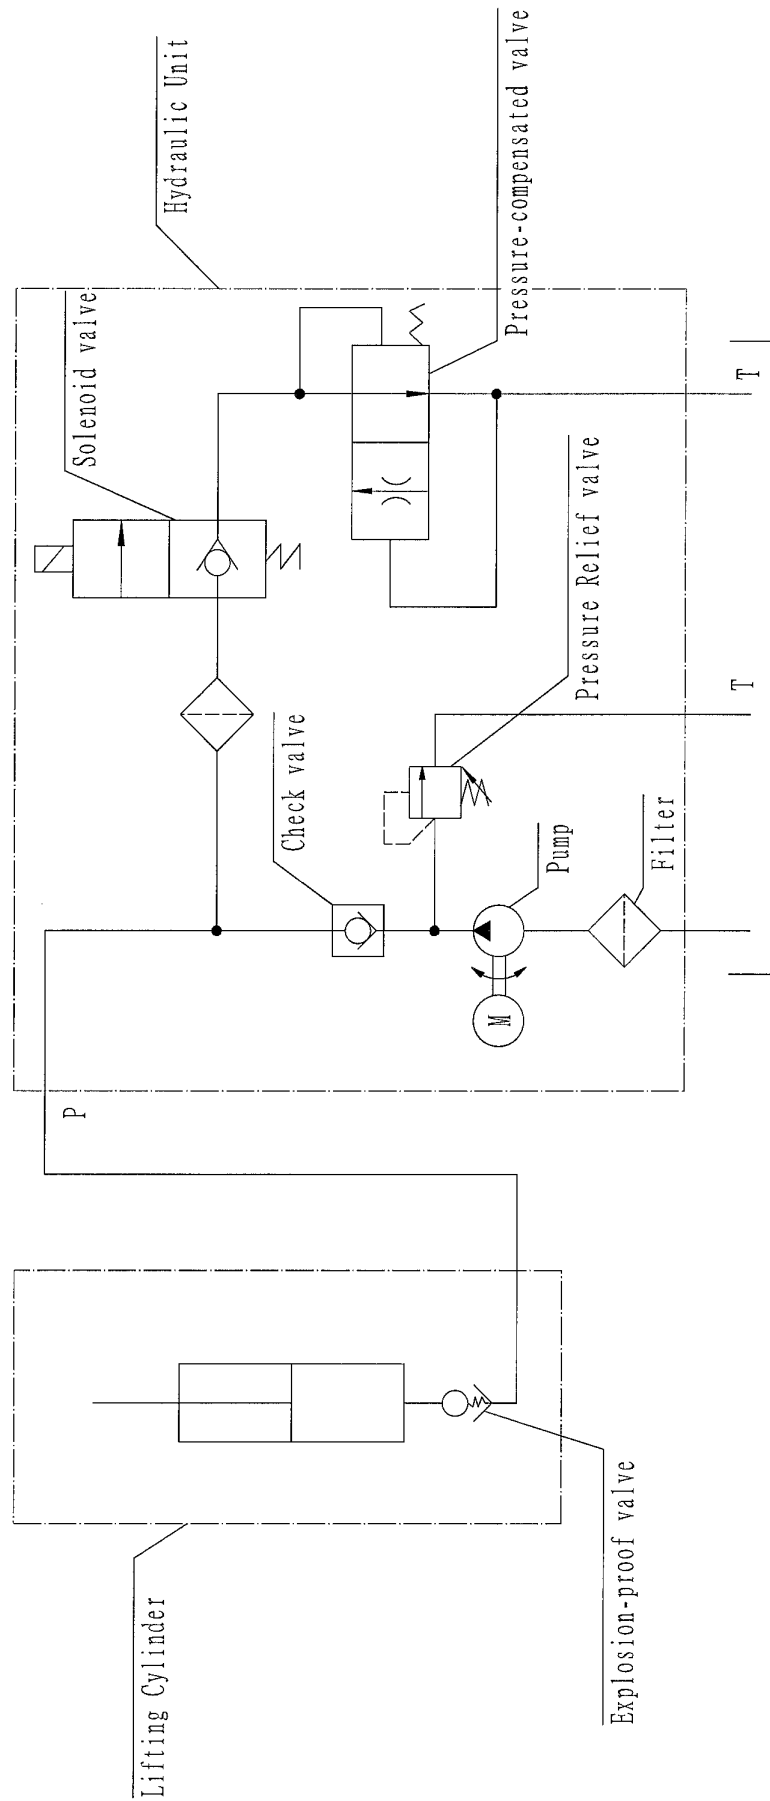 Hydraulic Unit
Solenoid valve
Pressure-compensated valve
Check valve
Pressure Relief valve
T
T
Pump
Filter
M
P
Lifting Cylinder
Explosion-proof valve